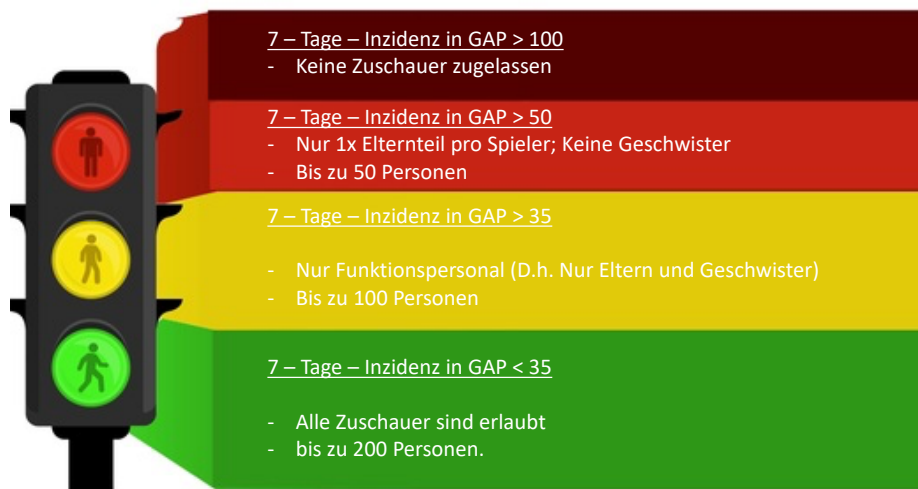 7 – Tage – Inzidenz in GAP > 100
- Keine Zuschauer zugelassen
7 – Tage – Inzidenz in GAP > 50
- Nur 1x Elternteil pro Spieler; Keine Geschwister
- Bis zu 50 Personen
7 – Tage – Inzidenz in GAP > 35
- Nur Funktionspersonal (D.h. Nur Eltern und Geschwister)
- Bis zu 100 Personen
7 – Tage – Inzidenz in GAP < 35
- Alle Zuschauer sind erlaubt
- bis zu 200 Personen.